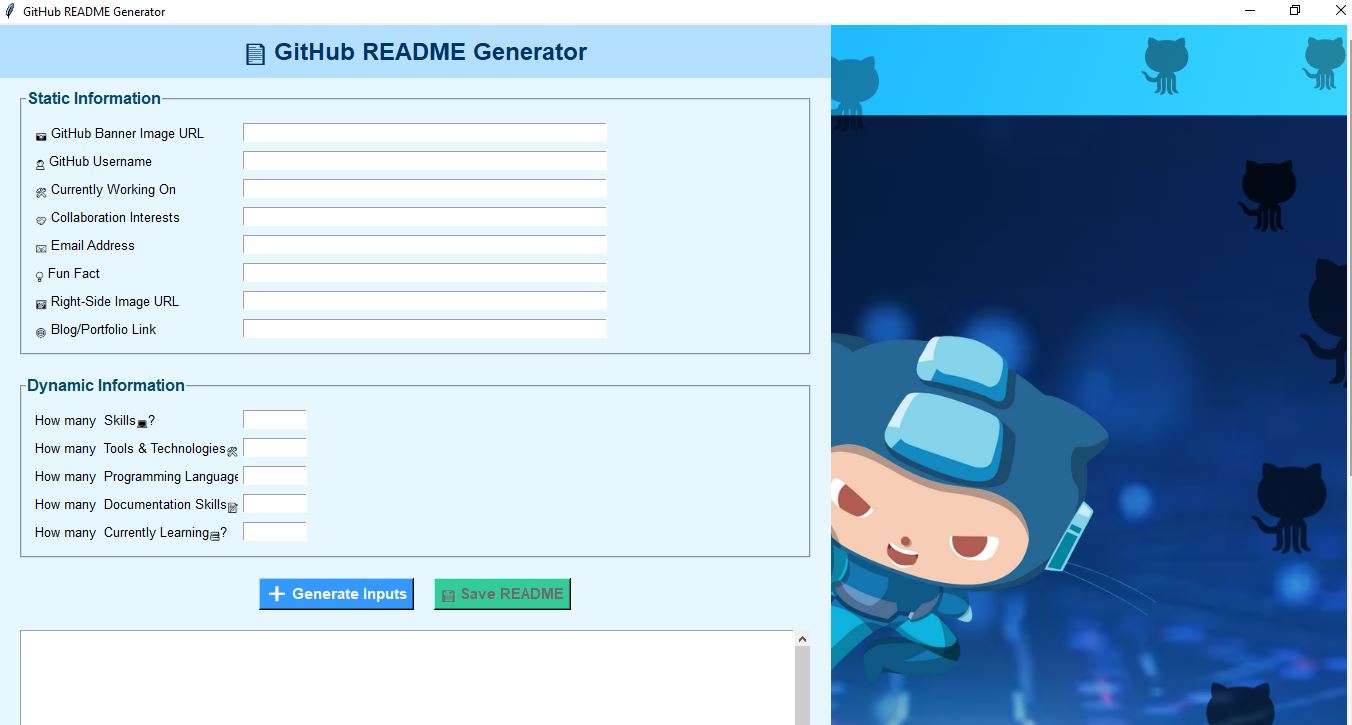 GitHub README Generator
GitHub README Generator
Static Information
GitHub Banner Image URL
GitHub Username
Currently Working On
Collaboration Interests
Email Address
Fun Fact
Right-Side Image URL
Blog/Portfolio Link
Dynamic Information
How many Skills?
How many Tools & Technologies
How many Programming Language
How many Documentation Skills
How many Currently Learning?
Generate Inputs
Save README